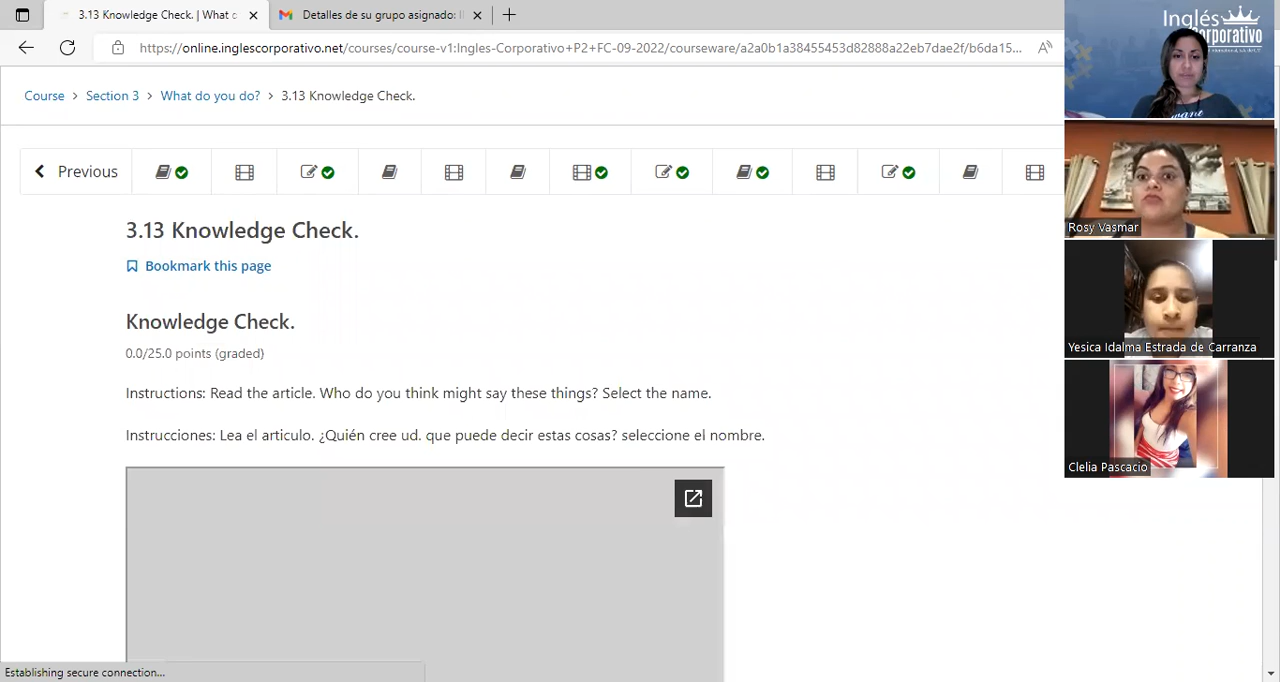 3.13 Knowledge Check. | What c
Detalles de su grupo asignado: I
https://online.inglescorporativo.net/courses/course-v1:Ingles-Corporativo+P2+FC-09-2022/courseware/a2a0b1a38455453d82888a22eb7dae2f/b6da15...
Course > Section 3 > What do you do? > 3.13 Knowledge Check.
Previous
3.13 Knowledge Check.
Bookmark this page
Knowledge Check.
0.0/25.0 points (graded)
Instructions: Read the article. Who do you think might say these things? Select the name.
Instrucciones: Lea el articulo. ¿Quién cree ud. que puede decir estas cosas? seleccione el nombre.
Establishing secure connection...
Inglés
Corporativo
want
Rosy Vasmar
Yesica Idalma Estrada de Carranza
Clelia Pascacio